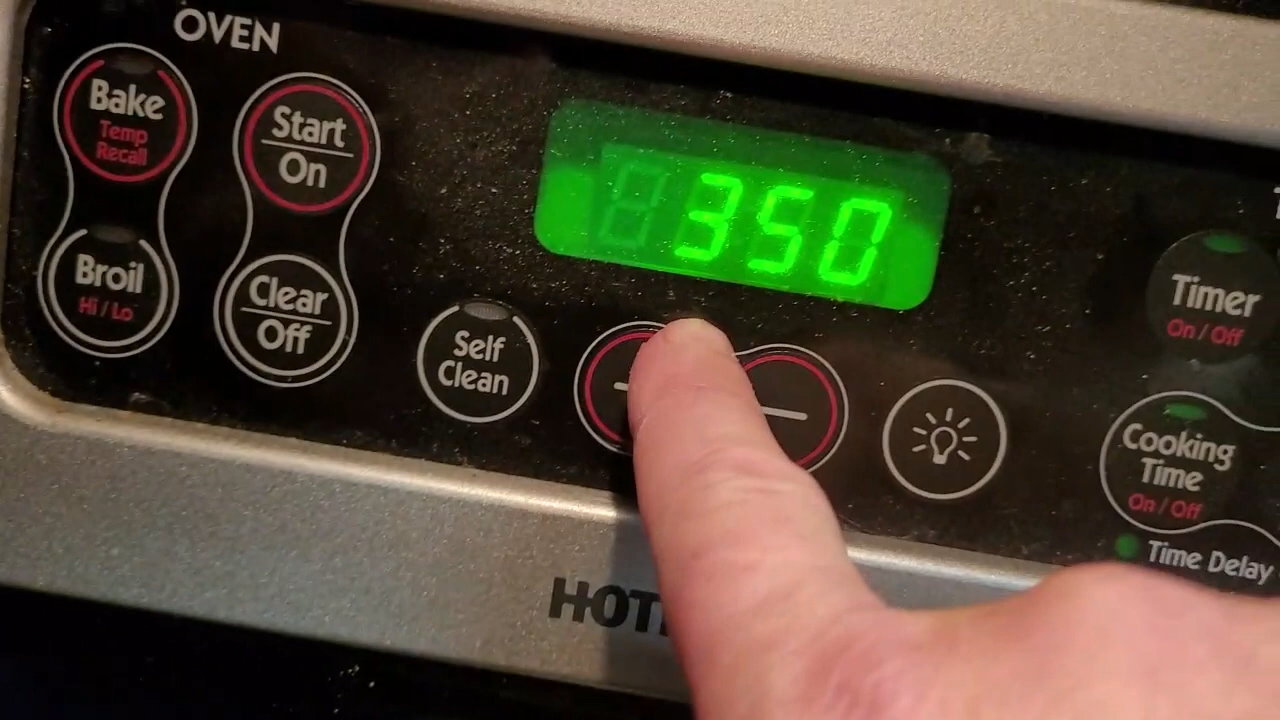 OVEN
Bake
Temp
Recall
Start
On
Broil
Hi / Lo
Clear
Off
Self
Clean
350
Timer
On / Off
Cooking
Time
On / Off
Time Delay
HOT